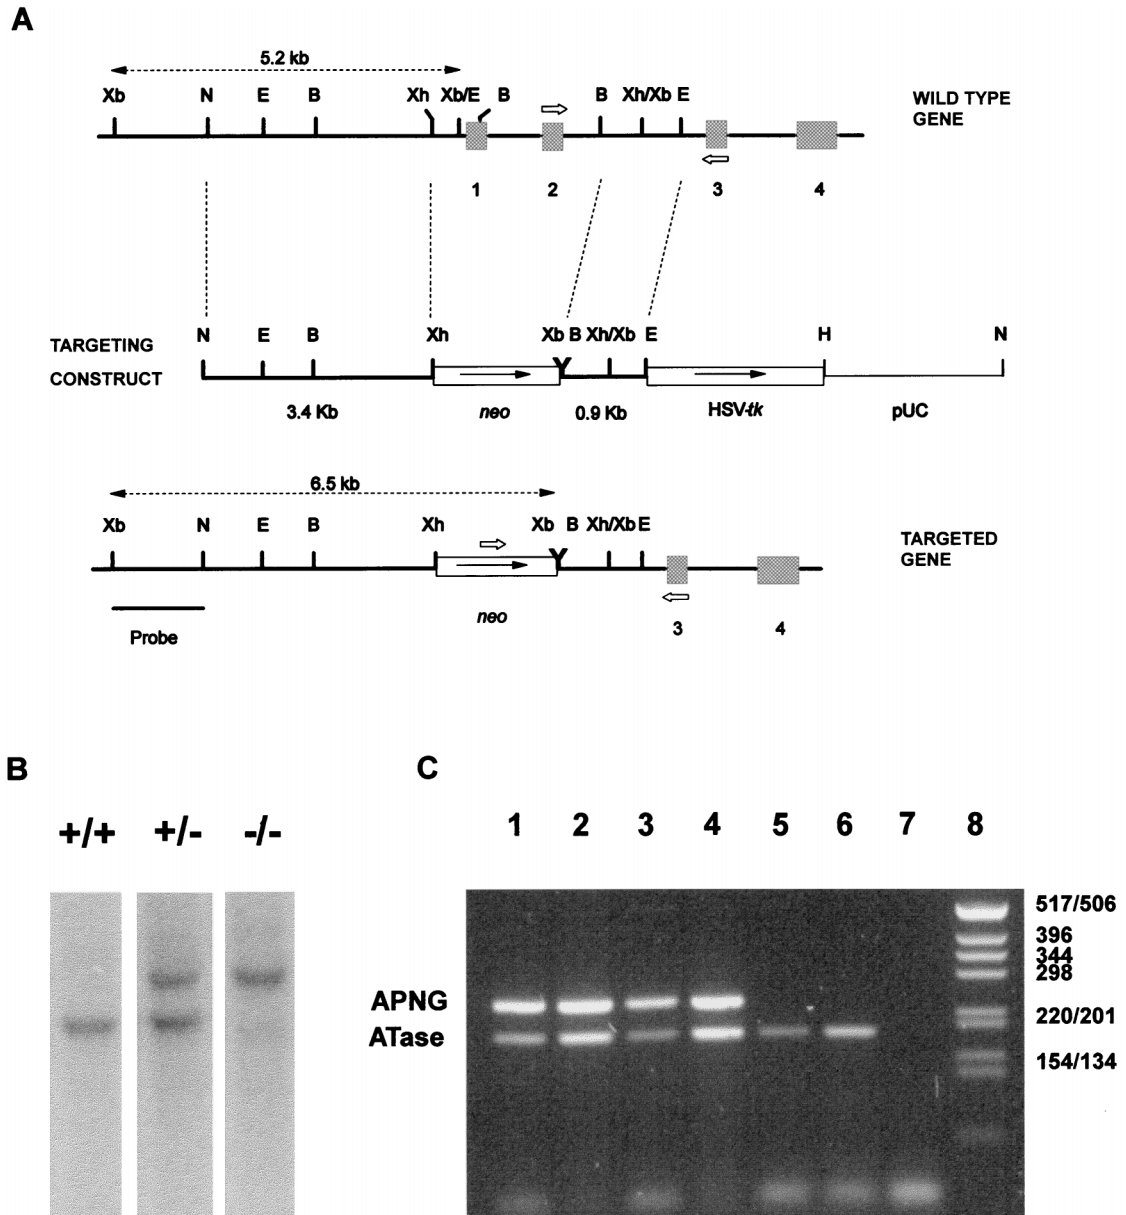 A
5.2 kb
Xb N E B Xh Xb/E B B Xh/Xb E
WILD TYPE
GENE
1 2 3 4
TARGETING
CONSTRUCT
N E B Xh Xb B Xh/Xb E H N
3.4 Kb neo 0.9 Kb HSV-tk pUC
6.5 kb
Xb N E B Xh Xb B Xh/Xb E
TARGETED
GENE
Probe
neo
3 4
B
+/+ +/- -/-
C
1 2 3 4 5 6 7 8
APNG
ATase
517/506
396
344
298
220/201
154/134